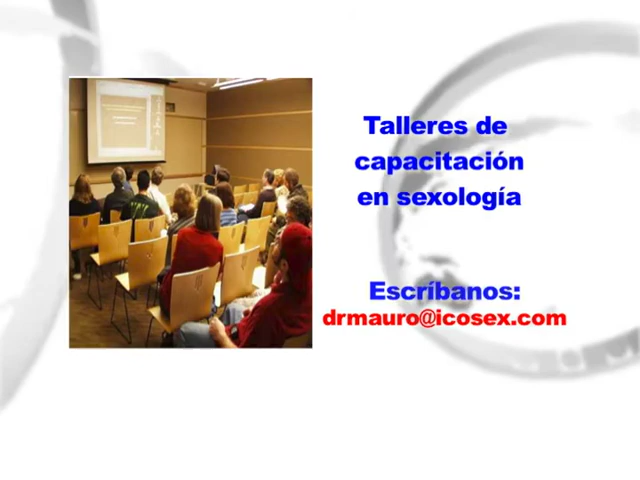 Talleres de
capacitación
en sexología
Escríbanos:
drmauro@icosex.com